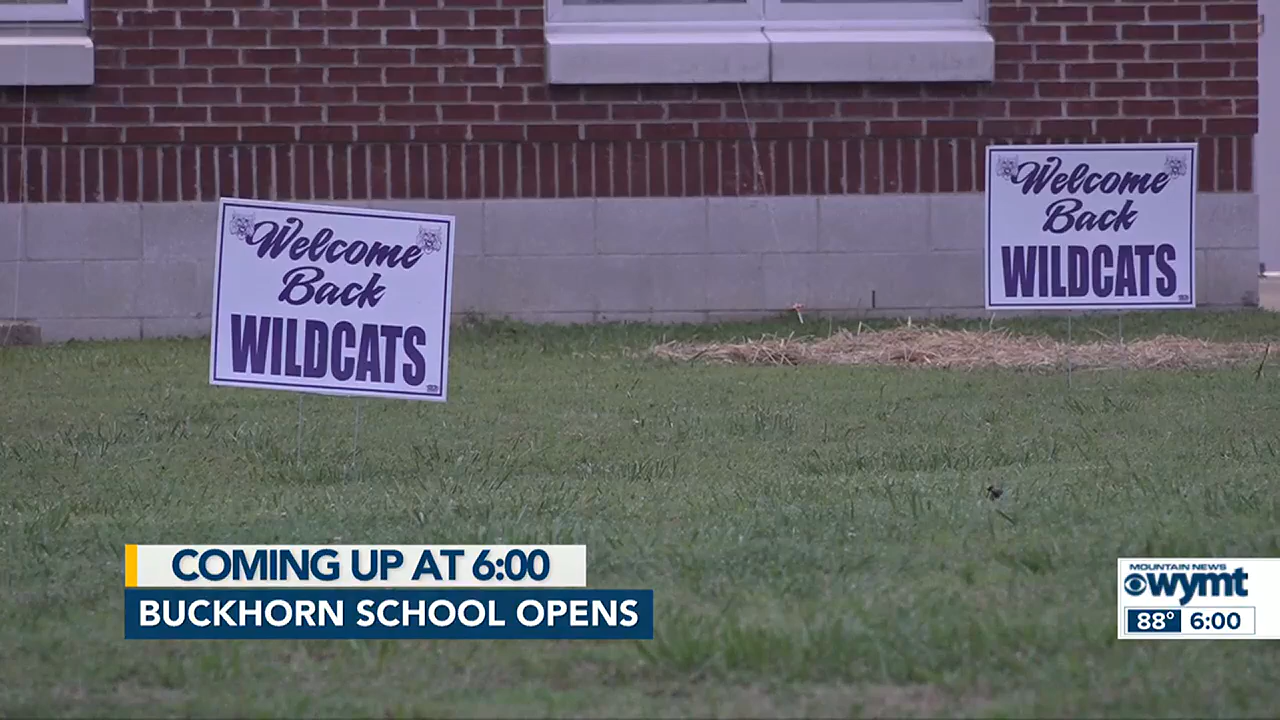 Welcome
Back
WILDCATS
Welcome
Back
WILDCATS
COMING UP AT 6:00
BUCKHORN SCHOOL OPENS
MOUNTAIN NEWS
wymt
88° 6:00